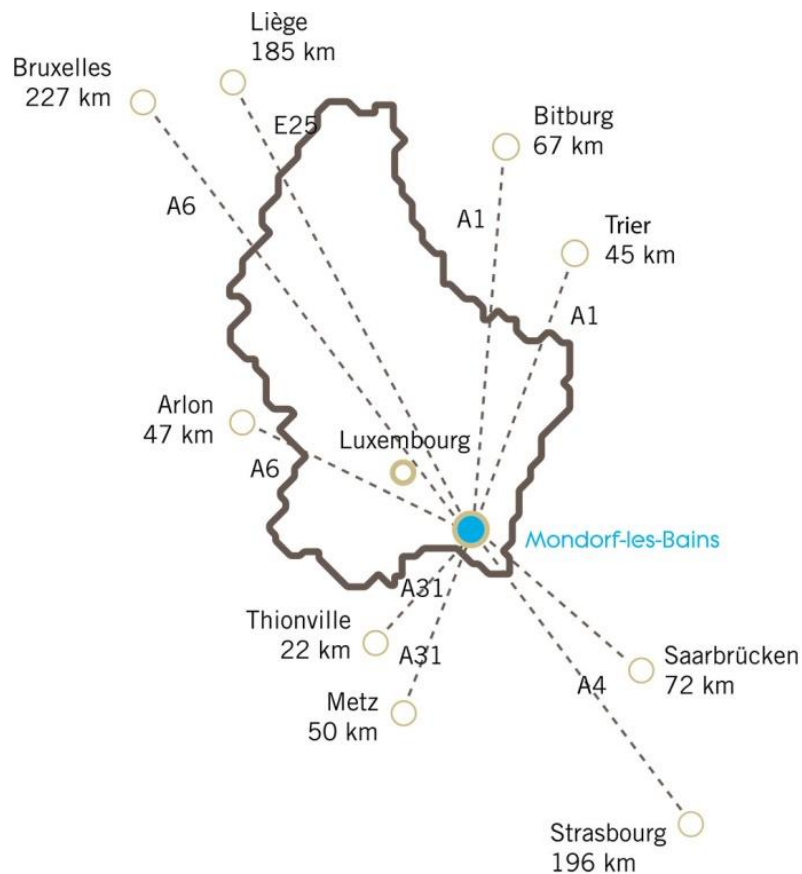 Liège
185 km
Bruxelles
227 km
E25
Bitburg
67 km
A6
A1
Trier
45 km
A1
Arlon
47 km
Luxembourg
A6
Mondorf-les-Bains
A31
Thionville
22 km
A31
Saarbrücken
72 km
A4
Metz
50 km
Strasbourg
196 km